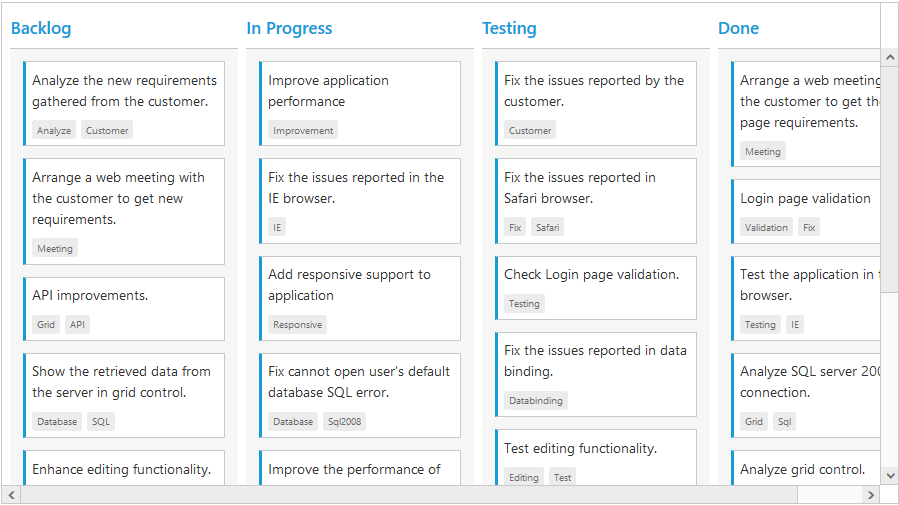 Backlog
Analyze the new requirements
gathered from the customer.
Analyze Customer
Arrange a web meeting with
the customer to get new
requirements.
Meeting
API improvements.
Grid API
Show the retrieved data from
the server in grid control.
Database SQL
Enhance editing functionality.
In Progress
Improve application
performance
Improvement
Fix the issues reported in the
IE browser.
IE
Add responsive support to
application
Responsive
Fix cannot open user's default
database SQL error.
Database Sql2008
Improve the performance of
Testing
Fix the issues reported by the
customer.
Customer
Fix the issues reported in
Safari browser.
Fix Safari
Check Login page validation.
Testing
Fix the issues reported in data
binding.
Databinding
Test editing functionality.
Editing Test
Done
Arrange a web meeting
the customer to get
page requirements.
Meeting
Login page validation
Validation Fix
Test the application in
browser.
Testing IE
Analyze SQL server
connection.
Grid Sql
Analyze grid control.